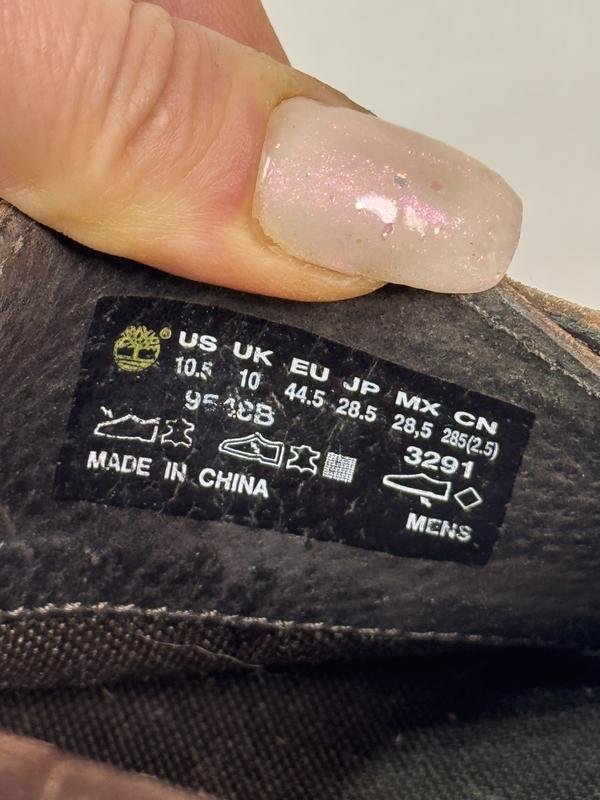 ® US UK EU JP MX CN
10.5 10 44.5 28.5 28,5 285(2.5)
3291
MADE IN CHINA
MENS